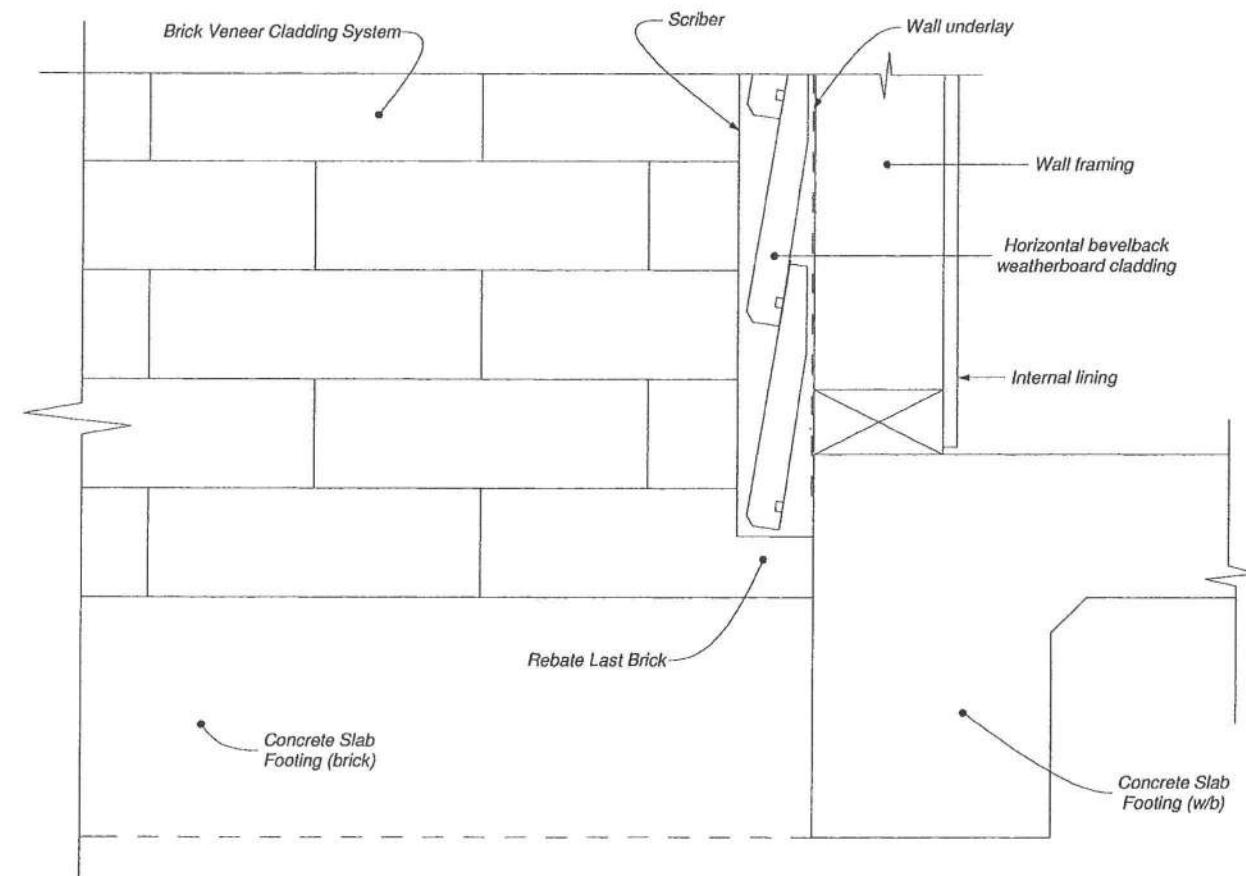 Brick Veneer Cladding System
Scriber
Wall underlay
Wall framing
Horizontal bevelback
weatherboard cladding
Internal lining
Rebate Last Brick
Concrete Slab
Footing (brick)
Concrete Slab
Footing (w/b)